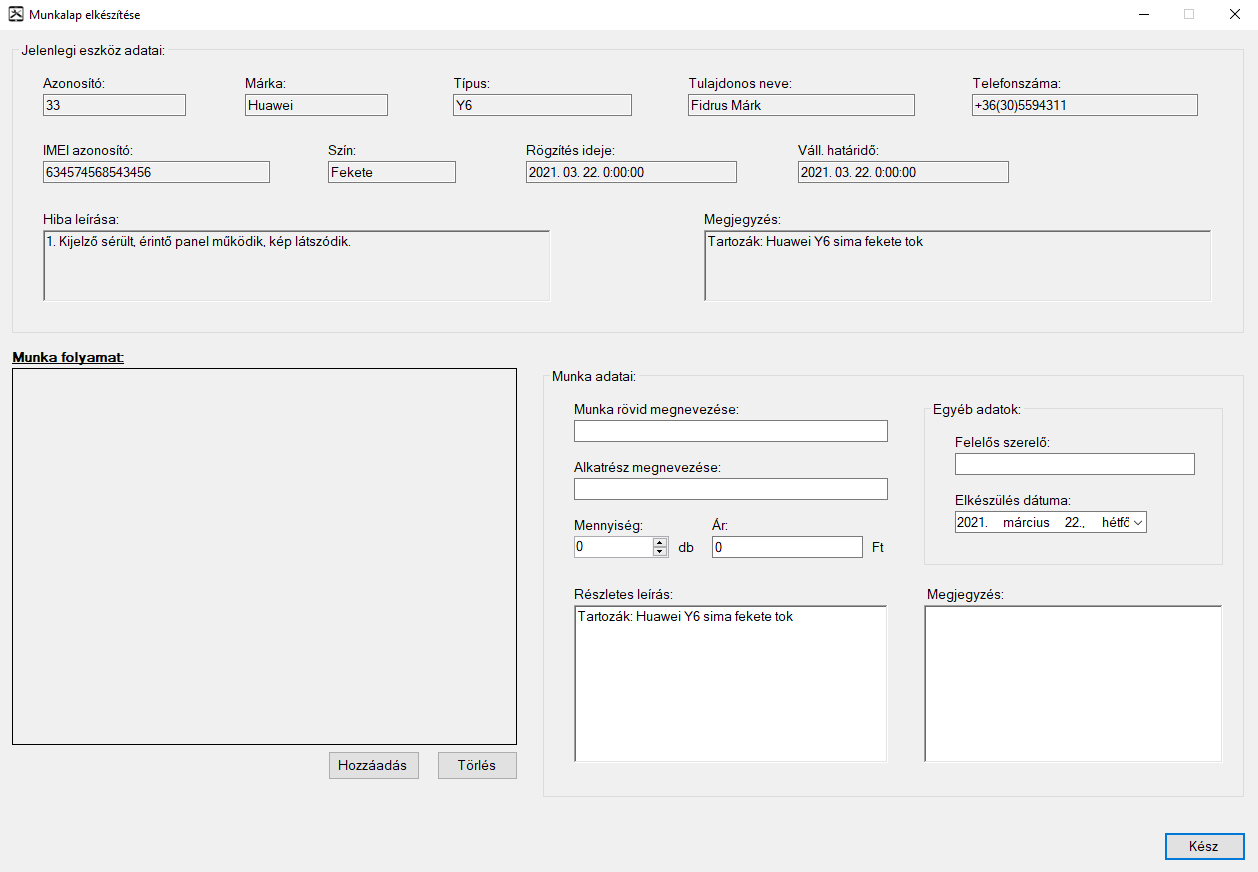 Munkalap elkészítése
Jelenlegi eszköz adatai:
Azonosító: Márka: Típus: Tulajdonos neve: Telefonszáma:
33 Huawei Y6 Fidrus Márk +36(30)5594311
IMEI azonosító: Szín: Rögzítés ideje: Váll. határidő:
634574568543456 Fekete 2021. 03. 22. 0:00:00 2021. 03. 22. 0:00:00
Hiba leírása: Megjegyzés:
1. Kijelző sérült, érintő panel működik, kép látszódik. Tartozák: Huawei Y6 sima fekete tok
Munka folyamat:
Munka adatai:
Munka rövid megnevezése:
Alkatrész megnevezése:
Mennyiség: Ár:
0 db 0 Ft
Részletes leírás:
Tartozák: Huawei Y6 sima fekete tok
Egyéb adatok:
Felelős szerelő:
Elkészülés dátuma:
2021. március 22., hétfő
Megjegyzés:
Hozzáadás Törlés
Kész